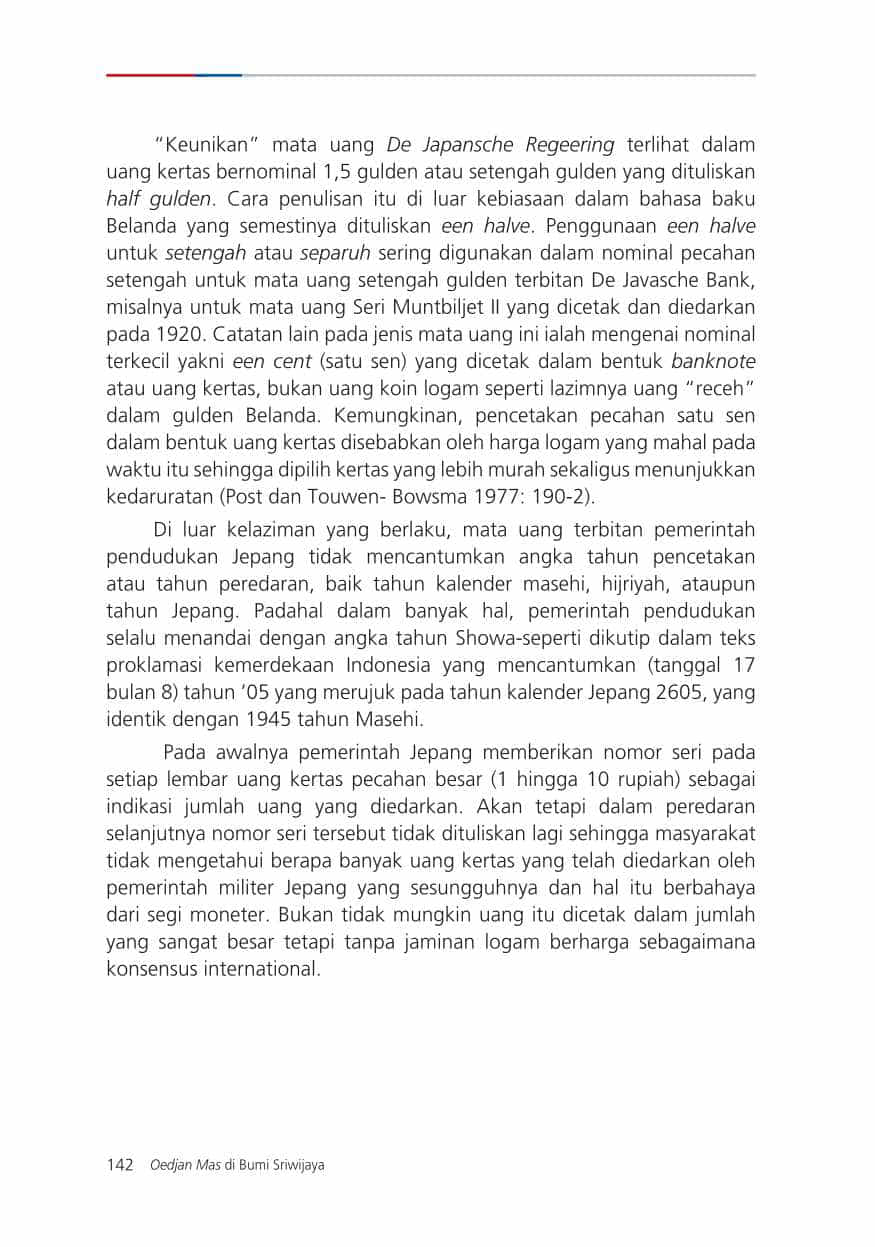 “Keunikan” mata uang De Japansche Regeering terlihat dalam
uang kertas bernominal 1,5 gulden atau setengah gulden yang dituliskan
half gulden. Cara penulisan itu di luar kebiasaan dalam bahasa baku
Belanda yang semestinya dituliskan een halve. Penggunaan een halve
untuk setengah atau separuh sering digunakan dalam nominal pecahan
setengah untuk mata uang setengah gulden terbitan De Javasche Bank,
misalnya untuk mata uang Seri Muntbiljet II yang dicetak dan diedarkan
pada 1920. Catatan lain pada jenis mata uang ini ialah mengenai nominal
terkecil yakni een cent (satu sen) yang dicetak dalam bentuk banknote
atau uang kertas, bukan uang koin logam seperti lazimnya uang “receh”
dalam gulden Belanda. Kemungkinan, pencetakan pecahan satu sen
dalam bentuk uang kertas disebabkan oleh harga logam yang mahal pada
waktu itu sehingga dipilih kertas yang lebih murah sekaligus menunjukkan
kedaruratan (Post dan Touwen- Bowsma 1977: 190-2).
Di luar kelaziman yang berlaku, mata uang terbitan pemerintah
pendudukan Jepang tidak mencantumkan angka tahun pencetakan
atau tahun peredaran, baik tahun kalender masehi, hijriyah, ataupun
tahun Jepang. Padahal dalam banyak hal, pemerintah pendudukan
selalu menandai dengan angka tahun Showa-seperti dikutip dalam teks
proklamasi kemerdekaan Indonesia yang mencantumkan (tanggal 17
bulan 8) tahun ’05 yang merujuk pada tahun kalender Jepang 2605, yang
identik dengan 1945 tahun Masehi.
Pada awalnya pemerintah Jepang memberikan nomor seri pada
setiap lembar uang kertas pecahan besar (1 hingga 10 rupiah) sebagai
indikasi jumlah uang yang diedarkan. Akan tetapi dalam peredaran
selanjutnya nomor seri tersebut tidak dituliskan lagi sehingga masyarakat
tidak mengetahui berapa banyak uang kertas yang telah diedarkan oleh
pemerintah militer Jepang yang sesungguhnya dan hal itu berbahaya
dari segi moneter. Bukan tidak mungkin uang itu dicetak dalam jumlah
yang sangat besar tetapi tanpa jaminan logam berharga sebagaimana
konsensus international.
142 Oedjan Mas di Bumi Sriwijaya